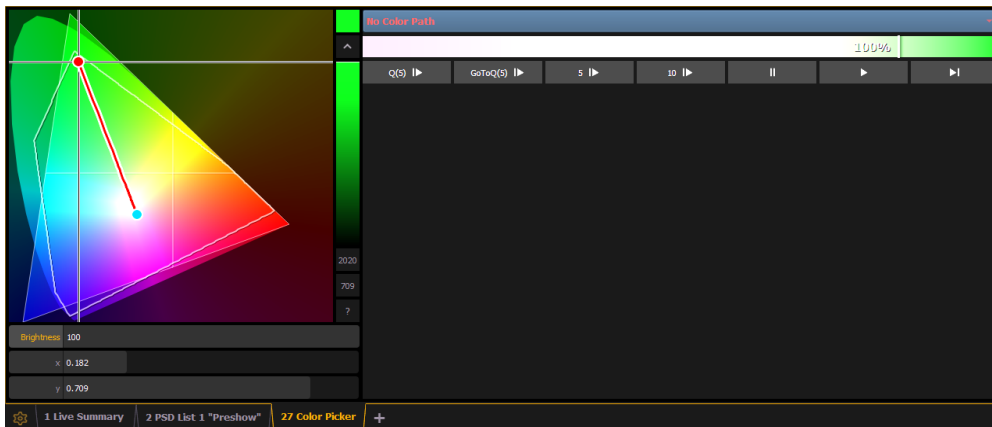 No Color Path
100%
Q(5) GoToQ(5) 5 10
2020
709
?
Brightness 100
x 0.182
y 0.709
1 Live Summary 2 PSD List 1 "Preshow" 27 Color Picker +